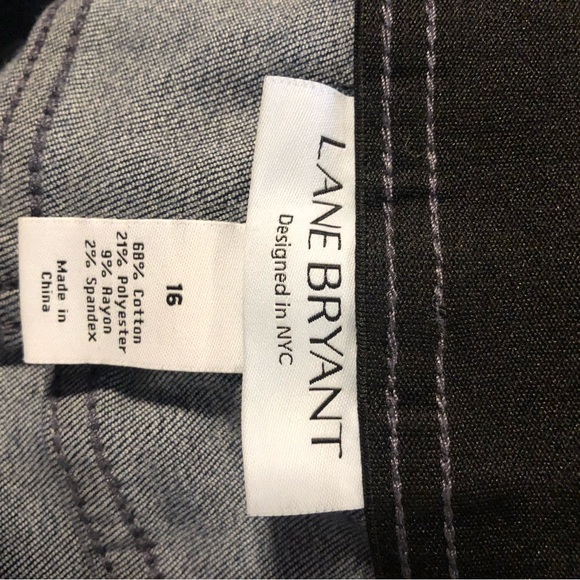 LANE BRYANT
Designed in NYC
16
68% Cotton
21% Polyester
9% Rayon
2% Spandex
Made in
China